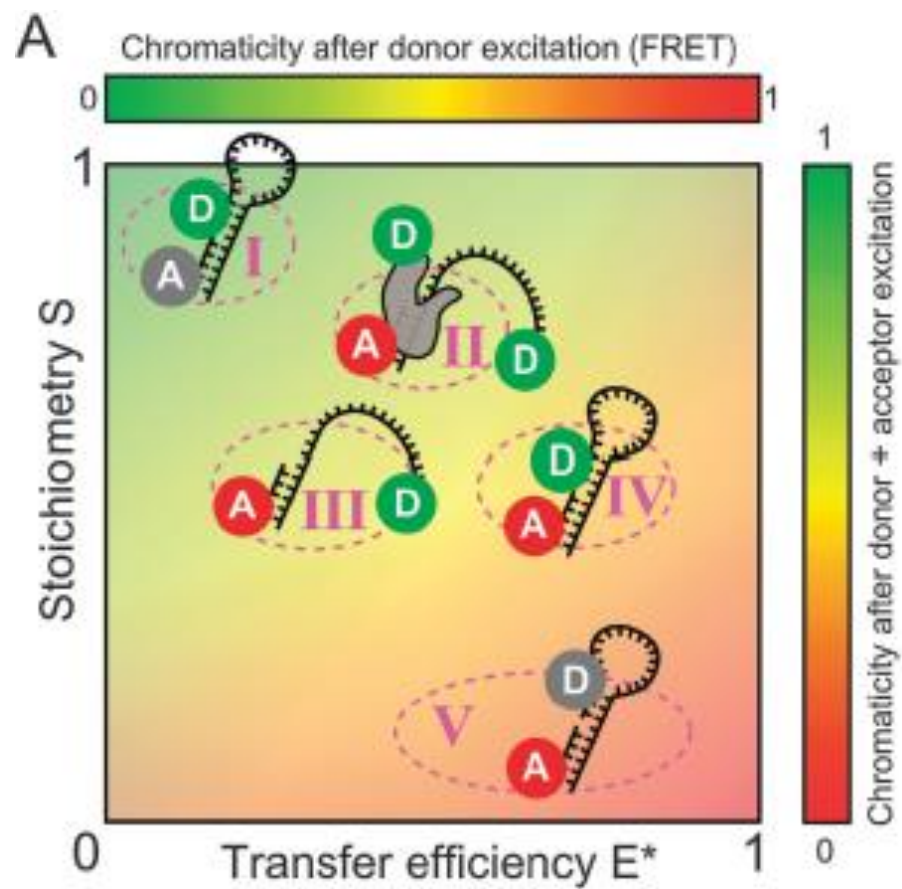 A
Chromaticity after donor excitation (FRET)
0
1
1
1
D
A
I
D
A
II
D
A
III
D
D
A
IV
D
A
V
Stoichiometry S
Chromaticity after donor + acceptor excitation
0
Transfer efficiency E*
1
0